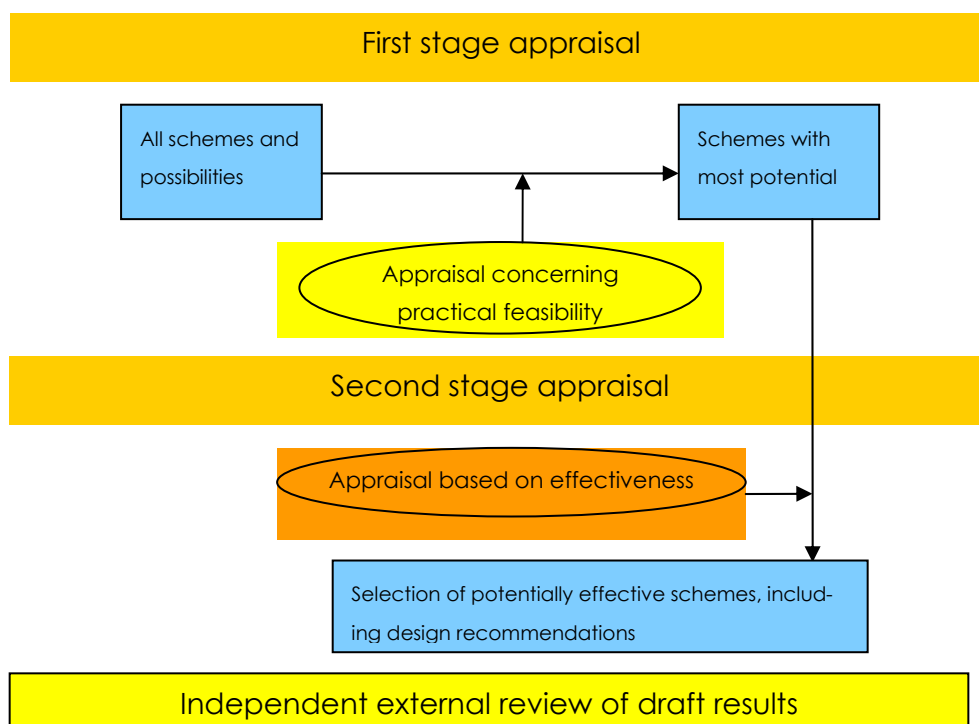 First stage appraisal
All schemes and
possibilities
Schemes with
most potential
Appraisal concerning
practical feasibility
Second stage appraisal
Appraisal based on effectiveness
Selection of potentially effective schemes, includ-
ing design recommendations
Independent external review of draft results